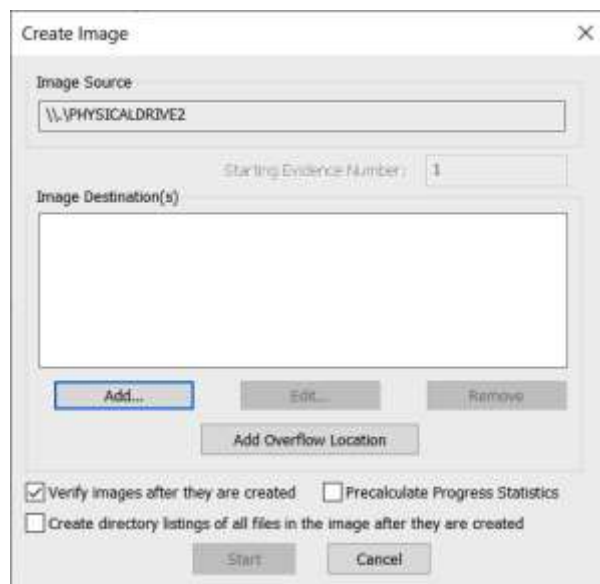 Create Image
Image Source
\\.\PHYSICALDRIVE2
Starting Evidence Number: 1
Image Destination(s)
Add... Edit... Remove
Add Overflow Location
Verify images after they are created Precalculate Progress Statistics
Create directory listings of all files in the image after they are created
Start Cancel